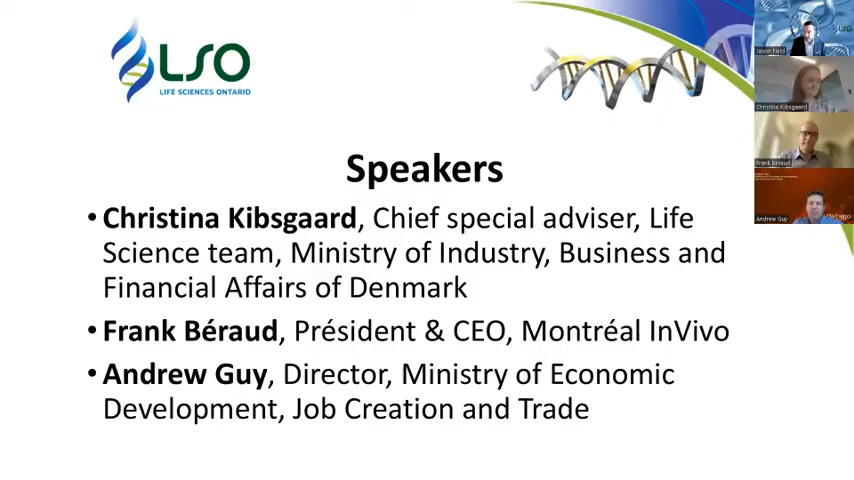 LSO
LIFE SCIENCES ONTARIO
Speakers
• Christina Kibsgaard, Chief special adviser, Life
Science team, Ministry of Industry, Business and
Financial Affairs of Denmark
• Frank Béraud, Président & CEO, Montréal InVivo
• Andrew Guy, Director, Ministry of Economic
Development, Job Creation and Trade
LSO
Jason Field
Christina Kibsgaard
Frank Béraud
Andrew Guy